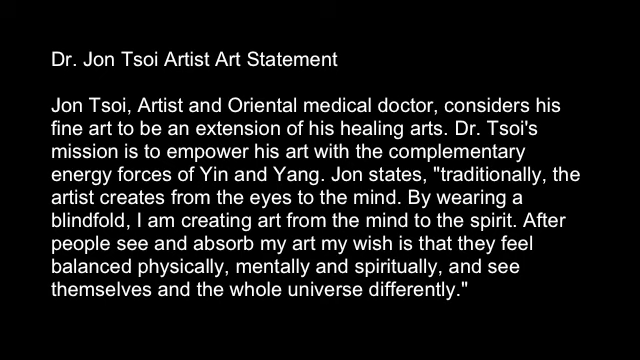 Dr. Jon Tsoi Artist Art Statement
Jon Tsoi, Artist and Oriental medical doctor, considers his
fine art to be an extension of his healing arts. Dr. Tsoi's
mission is to empower his art with the complementary
energy forces of Yin and Yang. Jon states, "traditionally, the
artist creates from the eyes to the mind. By wearing a
blindfold, I am creating art from the mind to the spirit. After
people see and absorb my art my wish is that they feel
balanced physically, mentally and spiritually, and see
themselves and the whole universe differently."